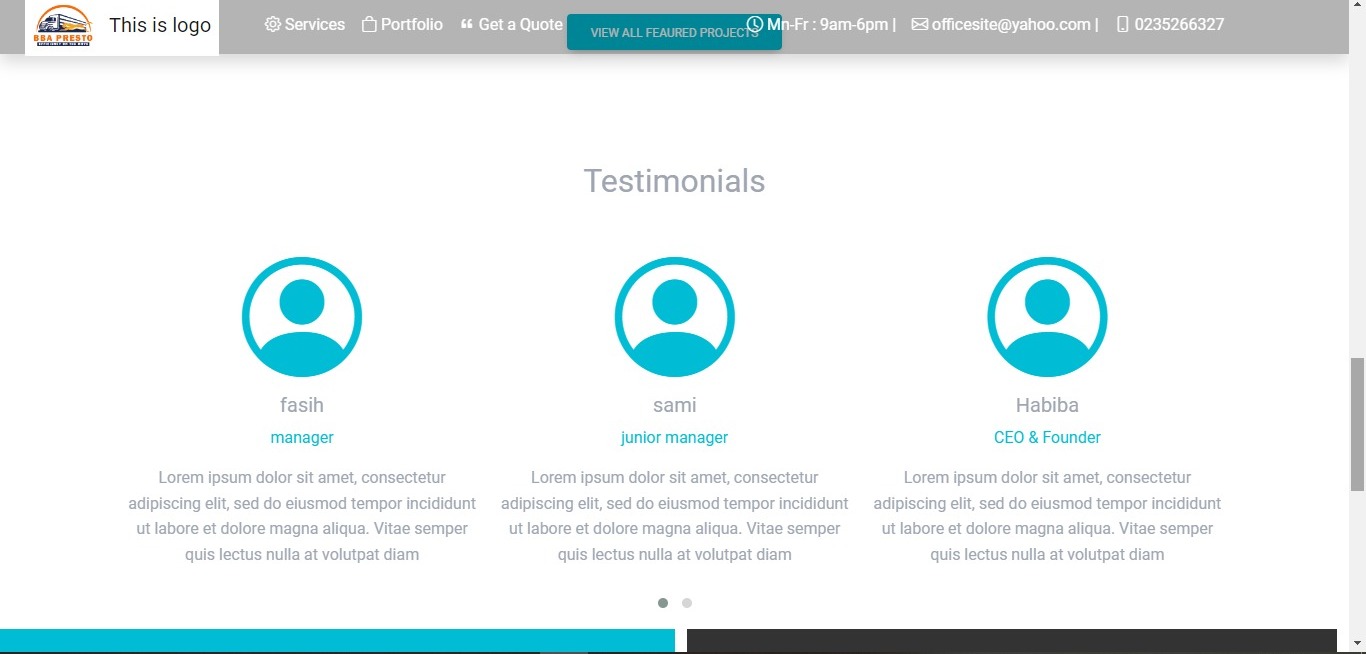 BBA PRESTO
This is logo
Services
Portfolio
Get a Quote
VIEW ALL FEAURED PROJECTS
Mn-Fr : 9am-6pm |
officesite@yahoo.com |
0235266327
Testimonials
fasih
manager
Lorem ipsum dolor sit amet, consectetur
adipiscing elit, sed do eiusmod tempor incididunt
ut labore et dolore magna aliqua. Vitae semper
quis lectus nulla at volutpat diam
sami
junior manager
Lorem ipsum dolor sit amet, consectetur
adipiscing elit, sed do eiusmod tempor incididunt
ut labore et dolore magna aliqua. Vitae semper
quis lectus nulla at volutpat diam
Habiba
CEO & Founder
Lorem ipsum dolor sit amet, consectetur
adipiscing elit, sed do eiusmod tempor incididunt
ut labore et dolore magna aliqua. Vitae semper
quis lectus nulla at volutpat diam